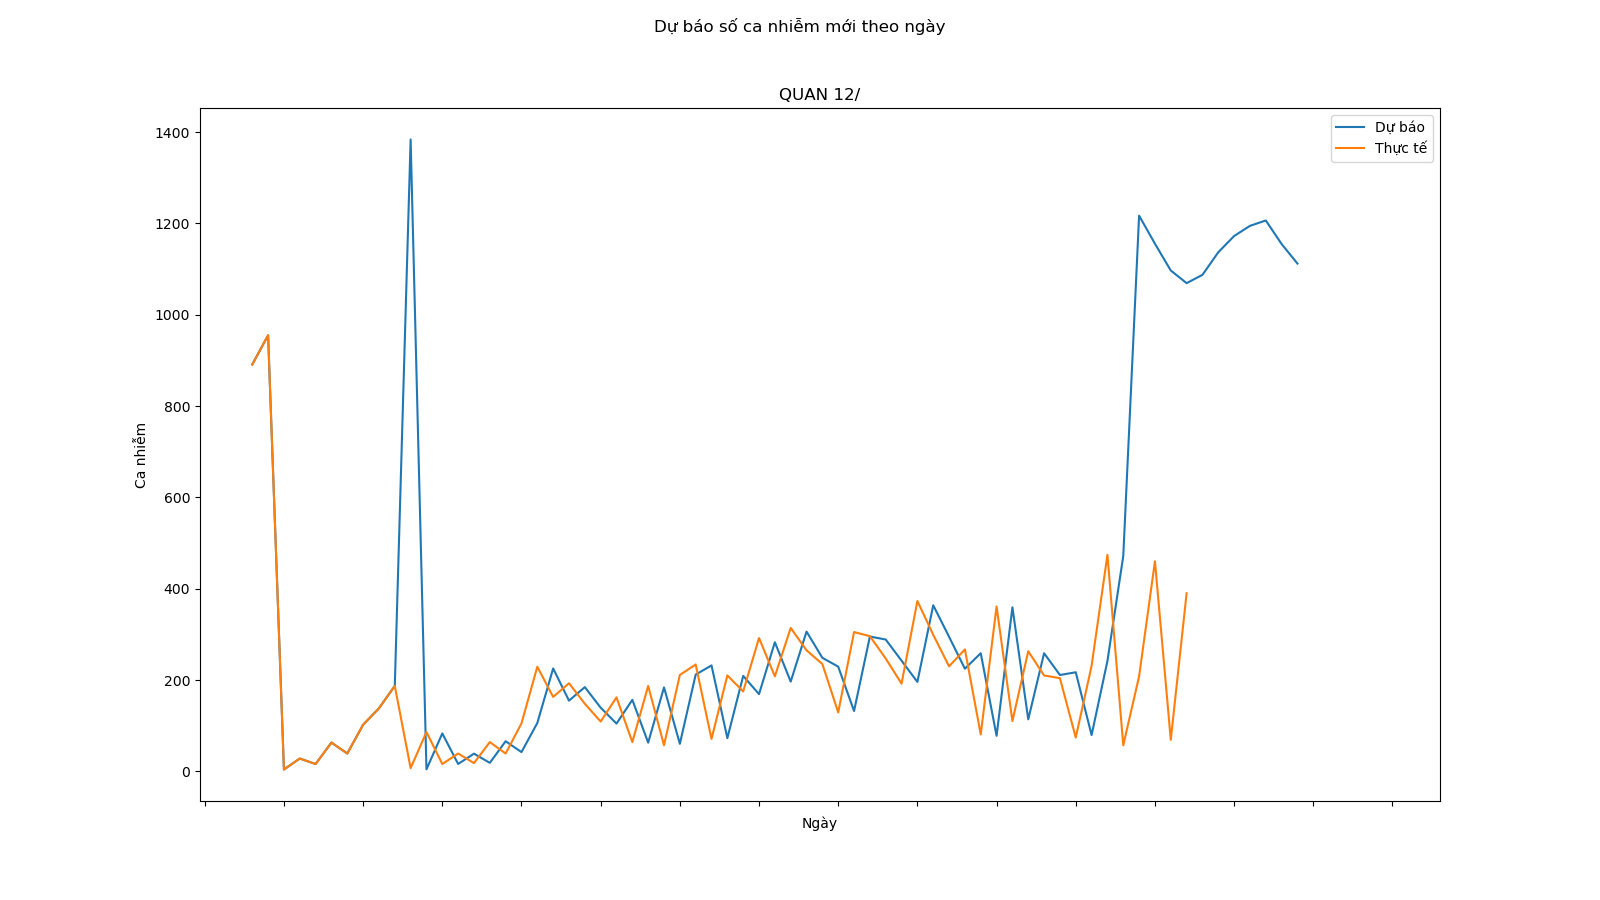 Dự báo số ca nhiễm mới theo ngày
QUAN 12/
1400
1200
1000
800
600
400
200
0
Ca nhiễm
Dự báo
Thực tế
Ngày